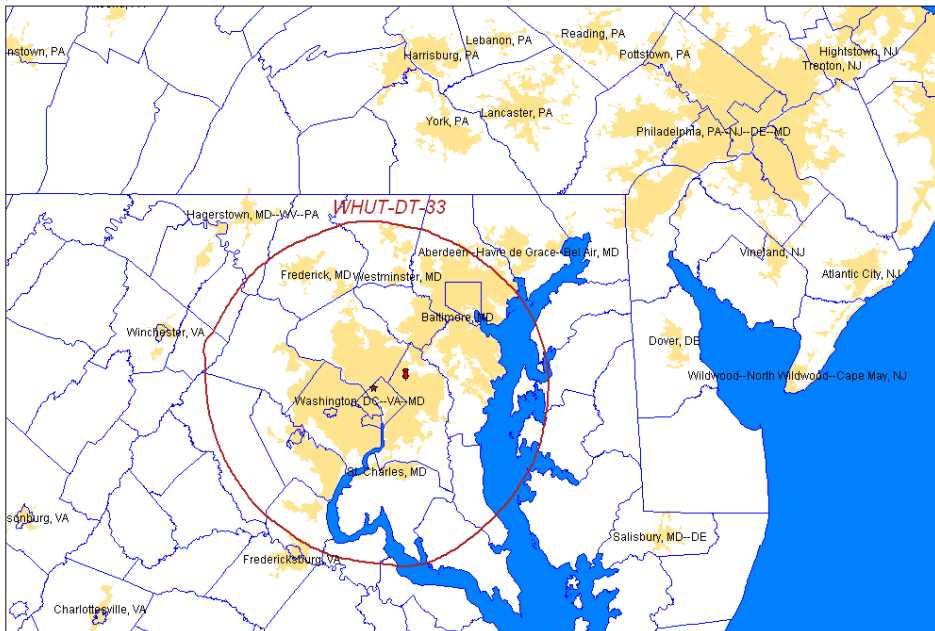 nstown, PA
Lebanon, PA
Reading, PA
Harrisburg, PA
Pottstown, PA
Hightstown, NJ
Trenton, NJ
Lancaster, PA
York, PA
Philadelphia, PA--NJ--DE--MD
WHUT-DT-33
Hagerstown, MD--WV--PA
Aberdeen--Havre de Grace--Bel Air, MD
Vineland, NJ
Frederick, MD
Westminster, MD
Atlantic City, NJ
Baltimore, MD
Winchester, VA
Dover, DE
Wildwood--North Wildwood--Cape May, NJ
Washington, DC--VA--MD
St. Charles, MD
sonburg, VA
Salisbury, MD--DE
Fredericksburg, VA
Charlottesville, VA